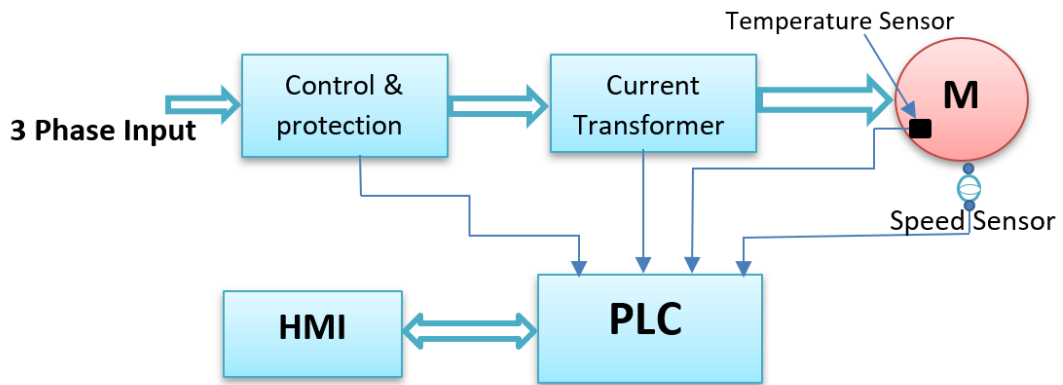 Temperature Sensor
3 Phase Input
Control &
protection
Current
Transformer
M
Speed Sensor
HMI
PLC